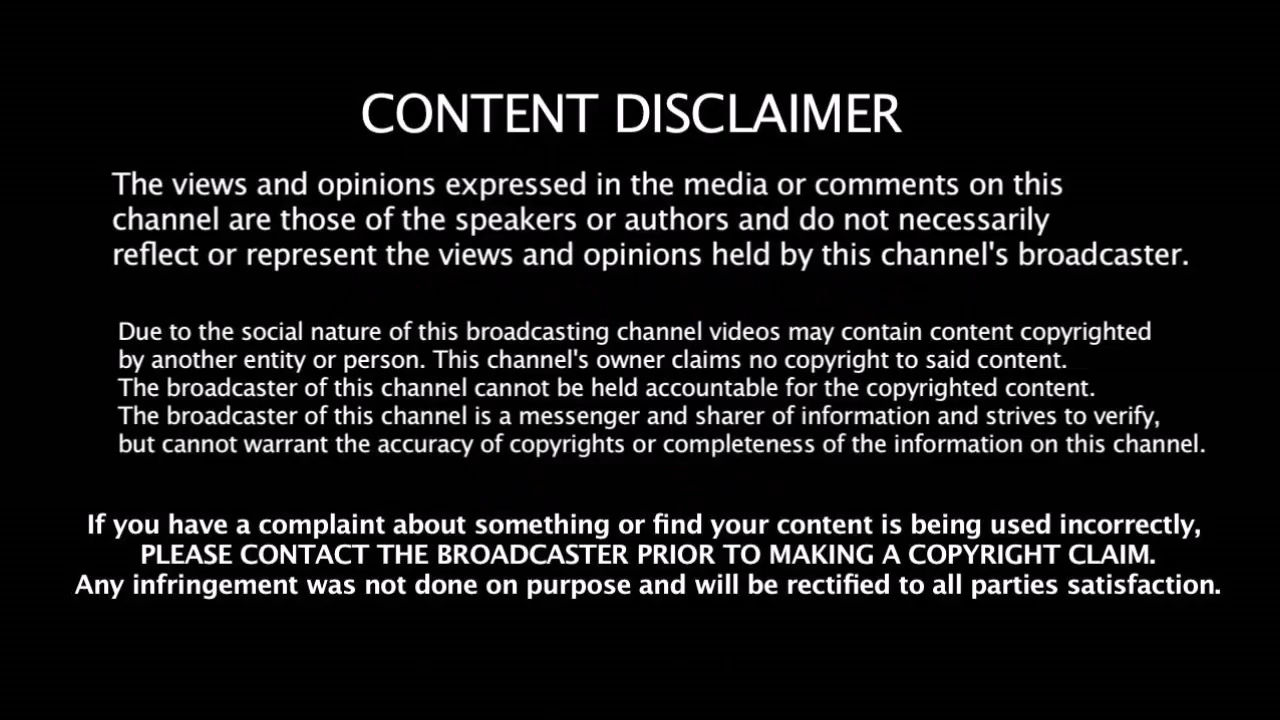 CONTENT DISCLAIMER
The views and opinions expressed in the media or comments on this
channel are those of the speakers or authors and do not necessarily
reflect or represent the views and opinions held by this channel's broadcaster.
Due to the social nature of this broadcasting channel videos may contain content copyrighted
by another entity or person. This channel's owner claims no copyright to said content.
The broadcaster of this channel cannot be held accountable for the copyrighted content.
The broadcaster of this channel is a messenger and sharer of information and strives to verify,
but cannot warrant the accuracy of copyrights or completeness of the information on this channel.
If you have a complaint about something or find your content is being used incorrectly,
PLEASE CONTACT THE BROADCASTER PRIOR TO MAKING A COPYRIGHT CLAIM.
Any infringement was not done on purpose and will be rectified to all parties satisfaction.